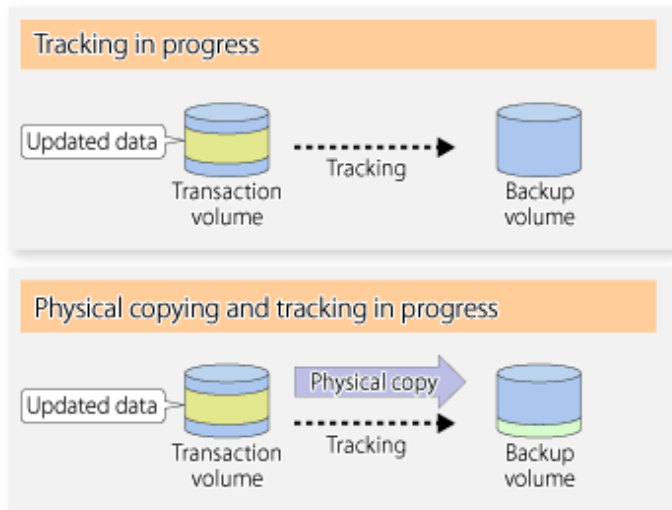 Tracking in progress
Updated data
Tracking
Transaction
volume
Backup
volume
Physical copying and tracking in progress
Physical copy
Updated data
Tracking
Transaction
volume
Backup
volume